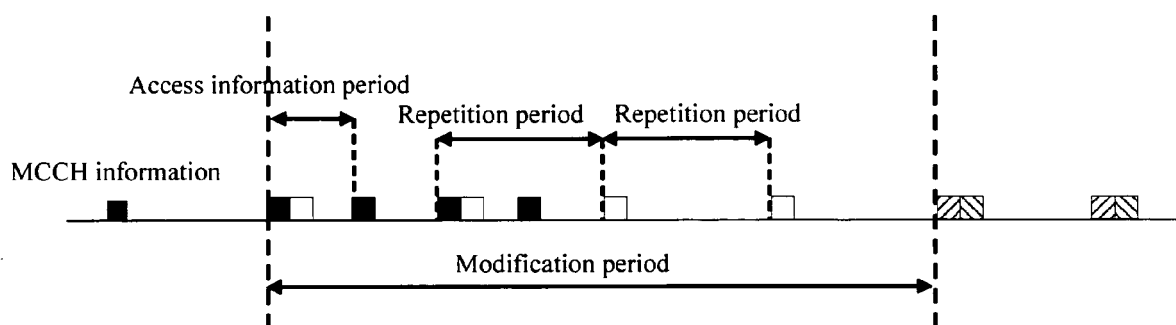 Access information period
Repetition period
Repetition period
MCCH information
Modification period